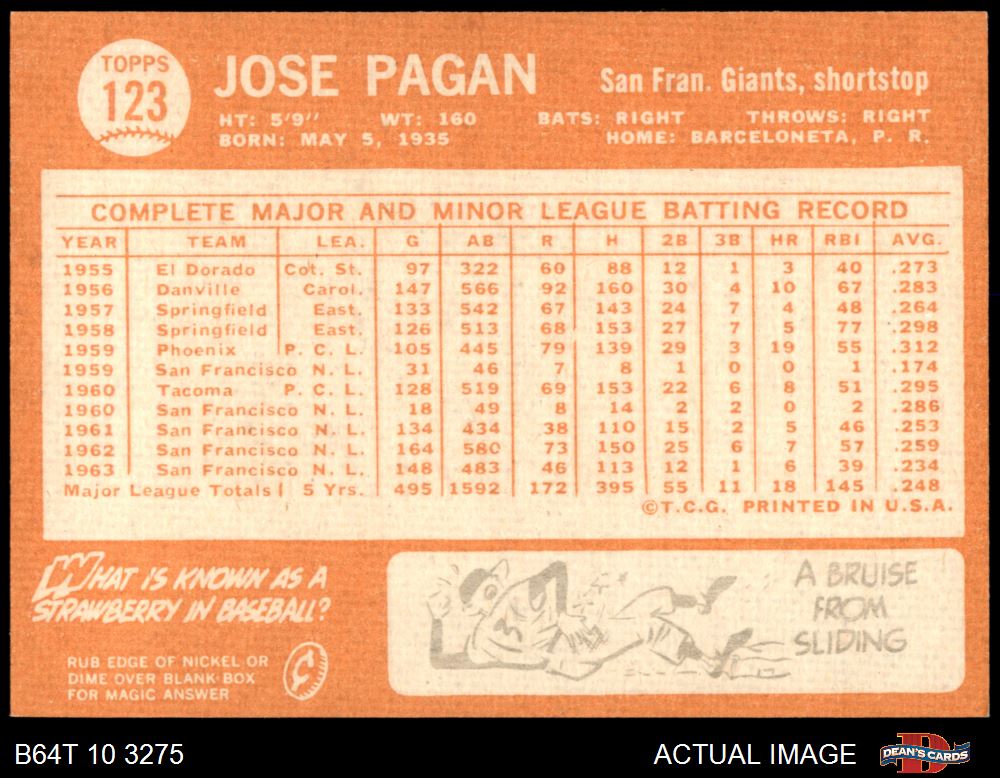 TOPPS
123
JOSE PAGAN
San Fran. Giants, shortstop
HT: 5'9" WT: 160 BATS: RIGHT THROWS: RIGHT
BORN: MAY 5, 1935 HOME: BARCELONETA, P. R.
COMPLETE MAJOR AND MINOR LEAGUE BATTING RECORD
YEAR TEAM LEA. G AB R H 2B 3B HR RBI AVG.
1955 El Dorado Cot. St. 97 322 60 88 12 1 3 40 .273
1956 Danville Carol. 147 566 92 160 30 4 10 67 .283
1957 Springfield East. 133 542 67 143 24 7 4 48 .264
1958 Springfield East. 126 513 68 153 27 7 5 77 .298
1959 Phoenix P. C. L. 105 445 79 139 29 3 19 55 .312
1959 San Francisco N. L. 31 46 7 8 1 0 0 1 .174
1960 Tacoma P. C. L. 128 519 69 153 22 6 8 51 .295
1960 San Francisco N. L. 18 49 8 14 2 2 0 2 .286
1961 San Francisco N. L. 134 434 38 110 15 2 5 46 .253
1962 San Francisco N. L. 164 580 73 150 25 6 7 57 .259
1963 San Francisco N. L. 148 483 46 113 12 1 6 39 .234
Major League Totals 5 Yrs. 495 1592 172 395 55 11 18 145 .248
©T.C.G. PRINTED IN U.S.A.
WHAT IS KNOWN AS A
STRAWBERRY IN BASEBALL?
RUB EDGE OF NICKEL OR
DIME OVER BLANK BOX
FOR MAGIC ANSWER
¢
A BRUISE
FROM
SLIDING
B64T 10 3275
ACTUAL IMAGE
DEAN'S CARDS